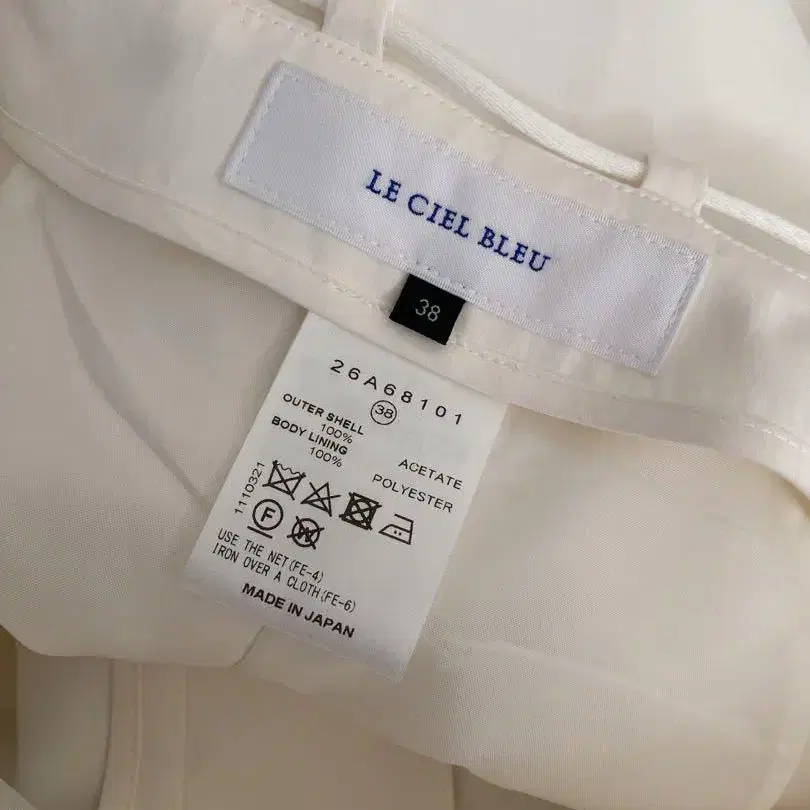 LE CIEL BLEU
38
26A68101
38
OUTER SHELL
100% ACETATE
BODY LINING
100% POLYESTER
1110321
F
W
USE THE NET(FE-4)
IRON OVER A CLOTH(FE-6)
MADE IN JAPAN